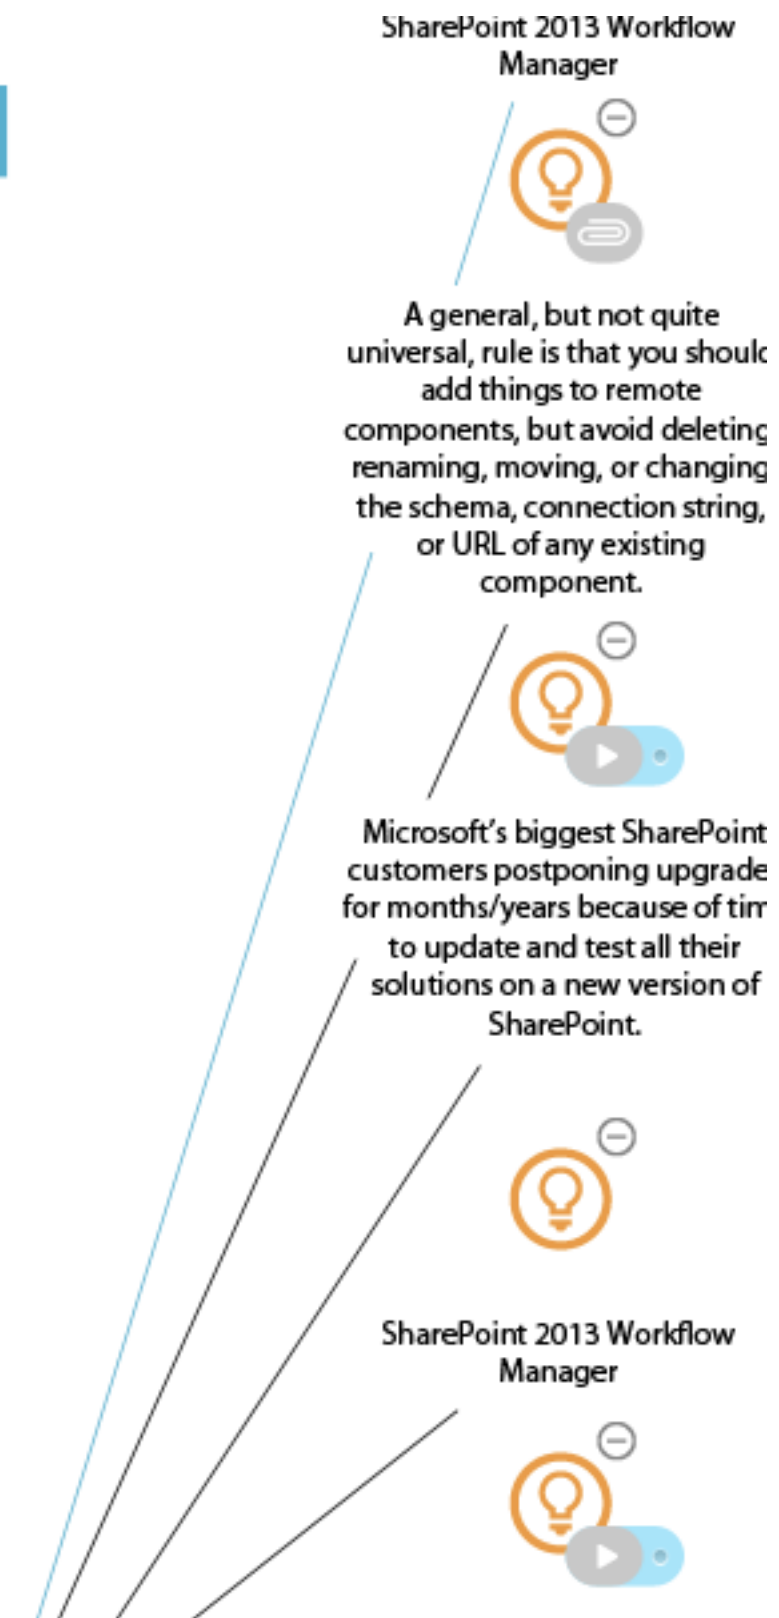 SharePoint 2013 Workflow
Manager
A general, but not quite
universal, rule is that you should
add things to remote
components, but avoid deleting
renaming, moving, or changing
the schema, connection string,
or URL of any existing
component.
Microsoft's biggest SharePoint
customers postponing upgrade
for months/years because of tim
to update and test all their
solutions on a new version of
SharePoint.
SharePoint 2013 Workflow
Manager